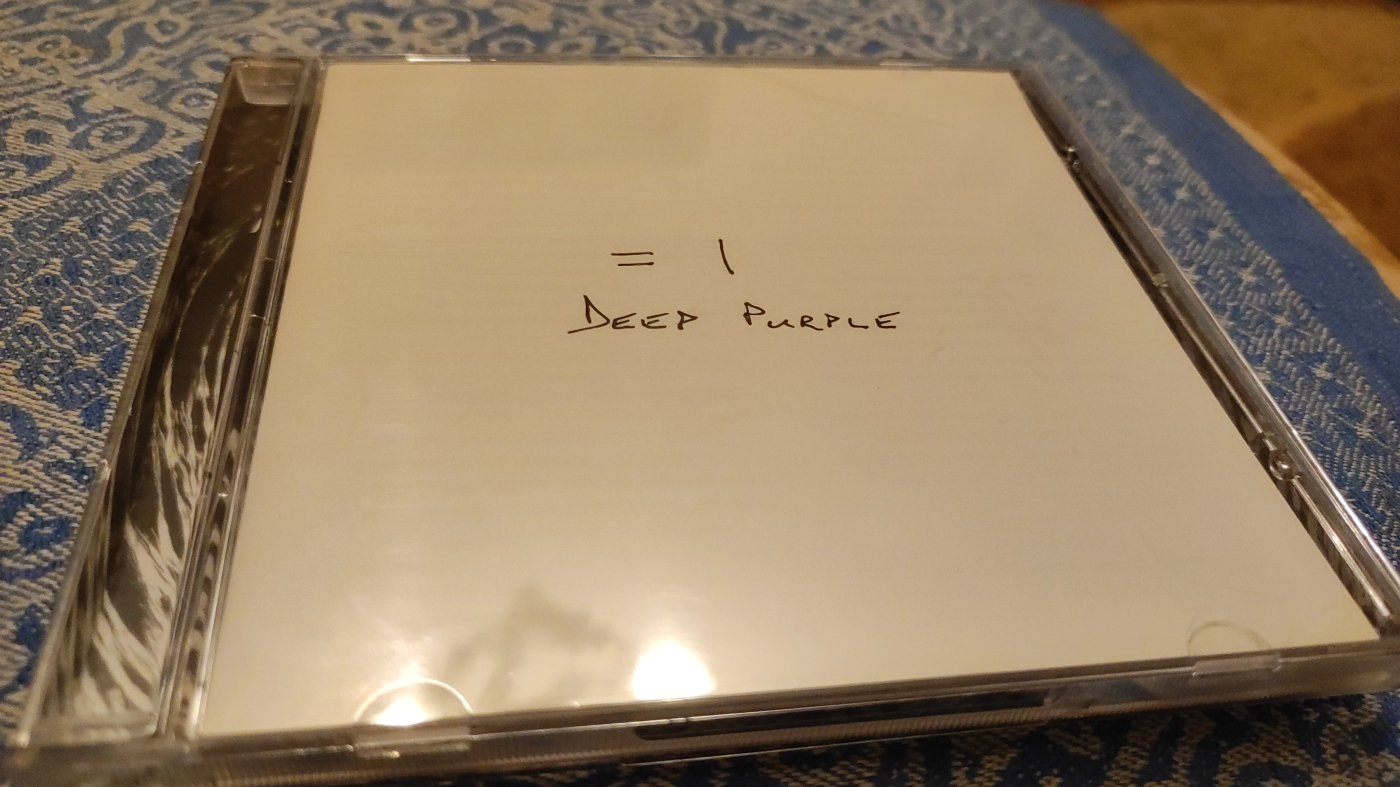 = 1
DEEP PURPLE